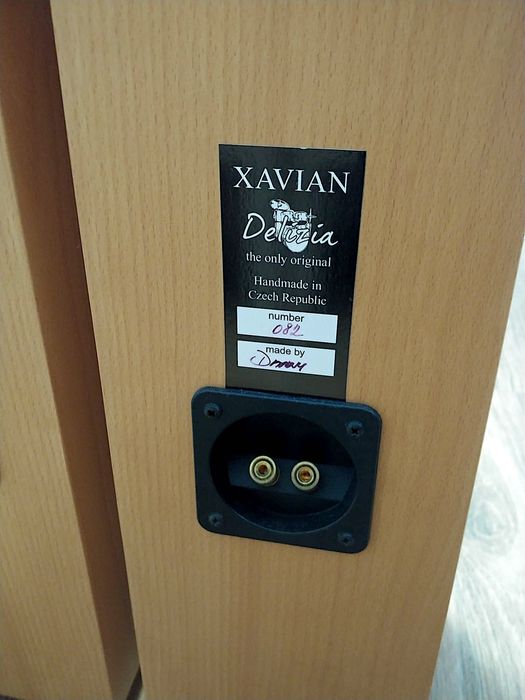 XAVIAN
Delizia
the only original
Handmade in
Czech Republic
number
082
made by